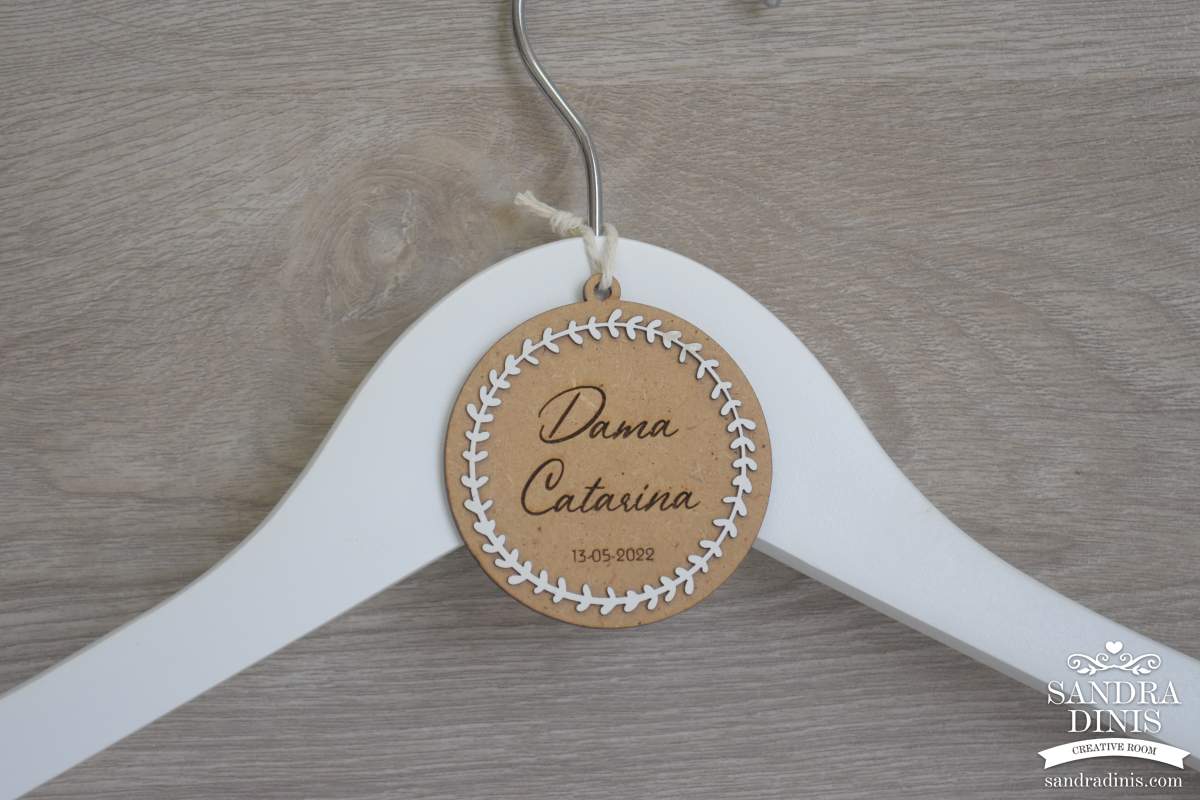 Dama
Catarina
13-05-2022
SANDRA
DINIS
CREATIVE ROOM
sandradinis.com